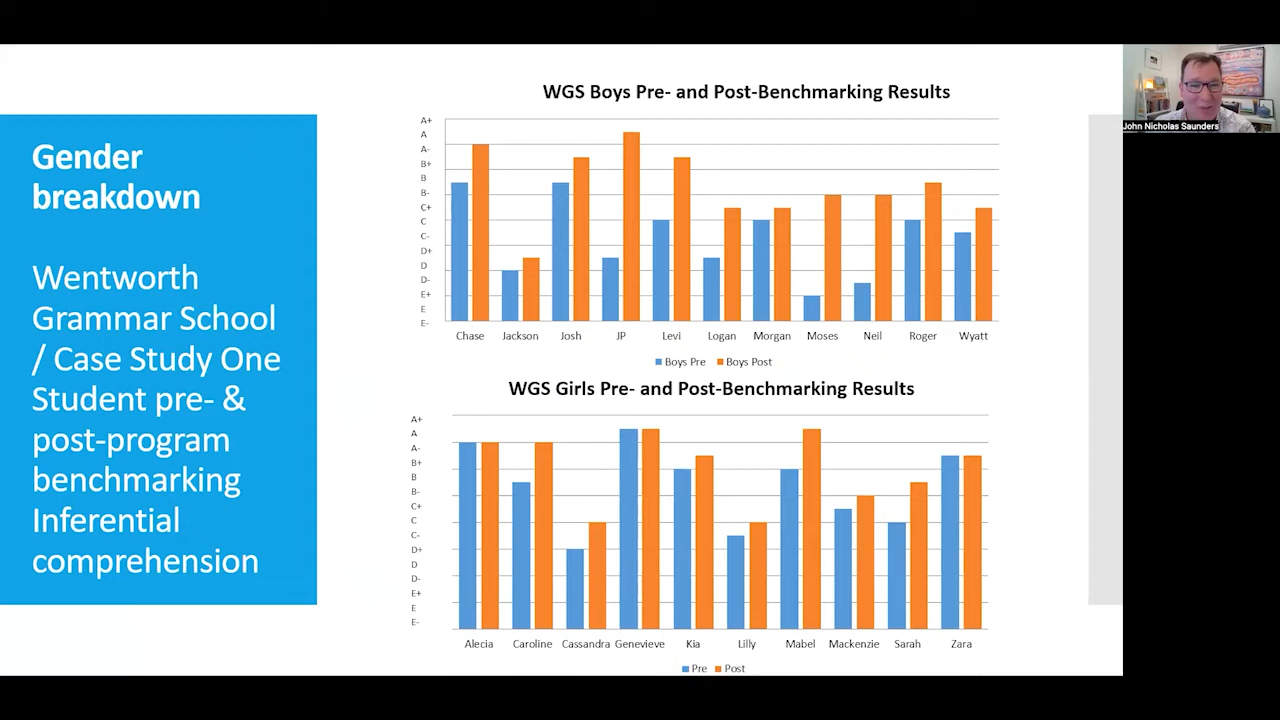 Gender
breakdown
Wentworth
Grammar School
/ Case Study One
Student pre- &
post-program
benchmarking
Inferential
comprehension
WGS Boys Pre- and Post-Benchmarking Results
A+
A
A-
B+
B
B-
C+
C
C-
D+
D
D-
E+
E
E-
Chase Jackson Josh JP Levi Logan Morgan Moses Neil Roger Wyatt
Boys Pre Boys Post
WGS Girls Pre- and Post-Benchmarking Results
A+
A
A-
B+
B
B-
C+
C
C-
D+
D
D-
E+
E
E-
Alecia Caroline Cassandra Genevieve Kia Lilly Mabel Mackenzie Sarah Zara
Pre Post
John Nicholas Saunders